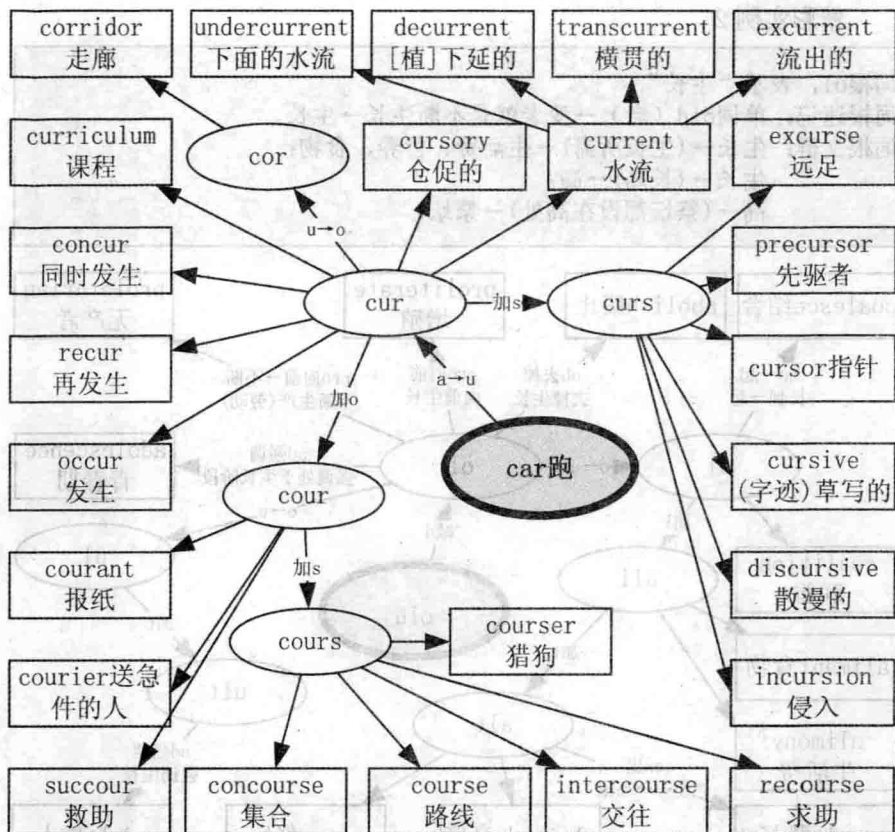 corridor
走廊
undercurrent
下面的水流
decurrent
[植]下延的
transcurrent
横贯的
excurrent
流出的
curriculum
课程
cor
cursory
仓促的
current
水流
excurse
远足
u→o
concur
同时发生
cur
加s
curs
precursor
先驱者
recur
再发生
a→u
cursor指针
加o
occur
发生
cour
car跑
cursive
(字迹)草写的
courant
报纸
加s
discursive
散漫的
cours
courser
猎狗
courier送急
件的人
incursion
侵入
succour
救助
concourse
集合
course
路线
intercourse
交往
recourse
求助